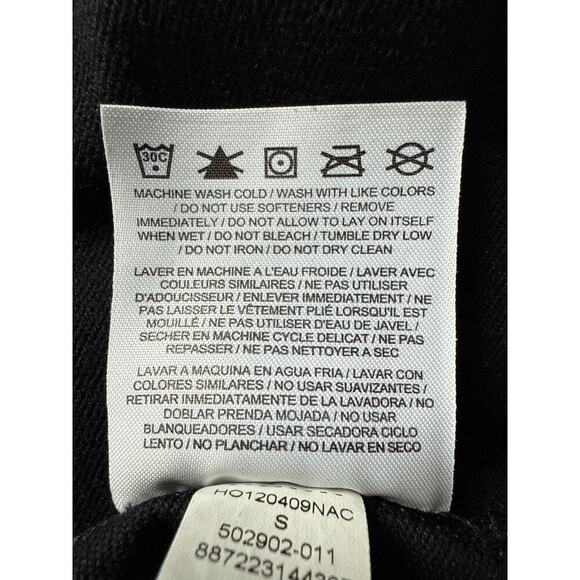 30C
MACHINE WASH COLD / WASH WITH LIKE COLORS
/ DO NOT USE SOFTENERS / REMOVE
IMMEDIATELY / DO NOT ALLOW TO LAY ON ITSELF
WHEN WET / DO NOT BLEACH / TUMBLE DRY LOW
/ DO NOT IRON / DO NOT DRY CLEAN
LAVER EN MACHINE A L'EAU FROIDE / LAVER AVEC
COULEURS SIMILAIRES / NE PAS UTILISER
D'ADOUCISSEUR / ENLEVER IMMEDIATEMENT / NE
PAS LAISSER LE VÊTEMENT PLIÉ LORSQU'IL EST
MOUILLÉ / NE PAS UTILISER D'EAU DE JAVEL /
SECHER EN MACHINE CYCLE DELICAT / NE PAS
REPASSER / NE PAS NETTOYER A SEC
LAVAR A MAQUINA EN AGUA FRIA / LAVAR CON
COLORES SIMILARES / NO USAR SUAVIZANTES /
RETIRAR INMEDIATAMENTE DE LA LAVADORA / NO
DOBLAR PRENDA MOJADA / NO USAR
BLANQUEADORES / USAR SECADORA CICLO
LENTO / NO PLANCHAR / NO LAVAR EN SECO
HO120409NAC
S
502902-011